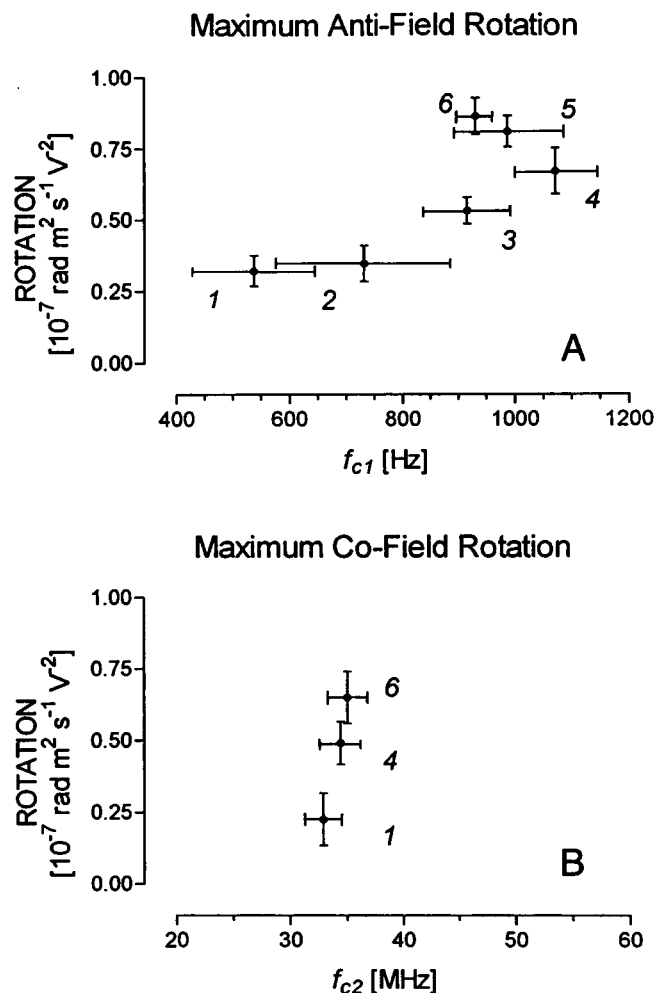 Maximum Anti-Field Rotation
ROTATION
[10⁻⁷ rad m² s⁻¹ V⁻²]
1.00
0.75
0.50
0.25
0.00
6
5
4
3
1
2
A
400
600
800
1000
1200
fc1 [Hz]
Maximum Co-Field Rotation
ROTATION
[10⁻⁷ rad m² s⁻¹ V⁻²]
1.00
0.75
0.50
0.25
0.00
6
4
1
B
20
30
40
50
60
fc2 [MHz]